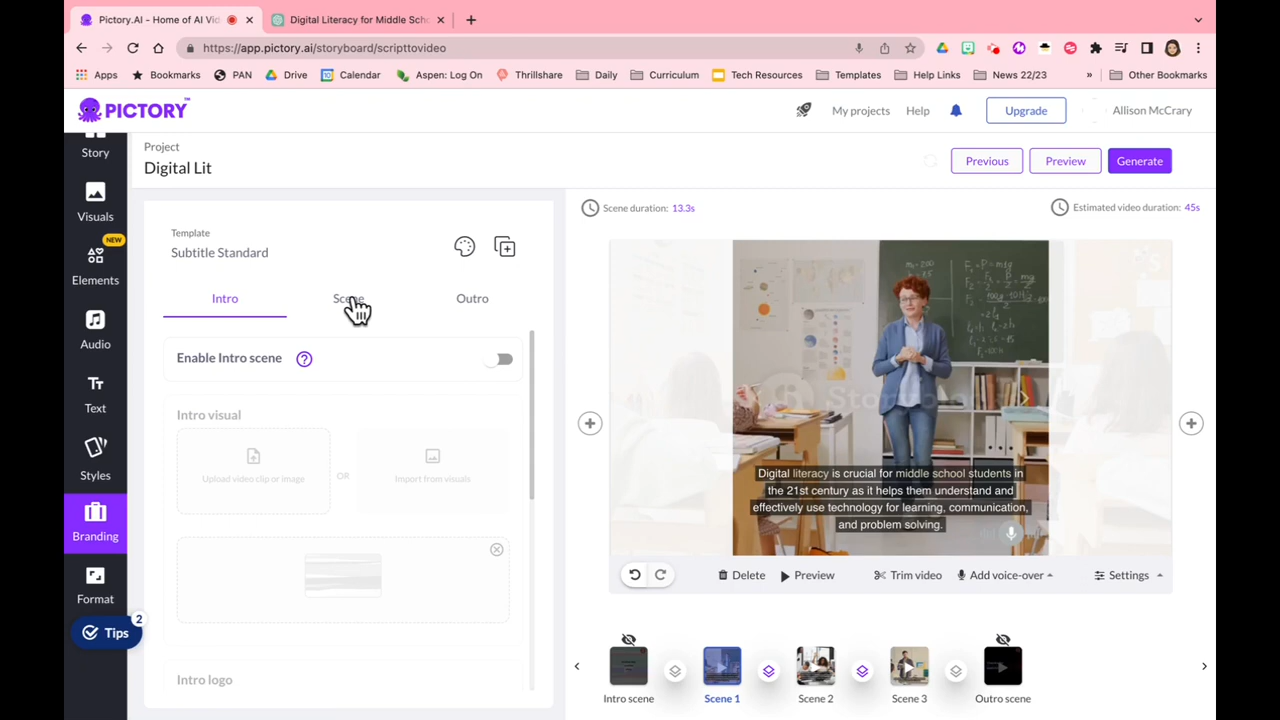 Pictory.AI - Home of AI Vid
Digital Literacy for Middle Scho
https://app.pictory.ai/storyboard/scripttovideo
Apps
Bookmarks
PAN
Drive
Calendar
Aspen: Log On
Thrillshare
Daily
Curriculum
Tech Resources
Templates
Help Links
News 22/23
»
Other Bookmarks
PICTORY
My projects
Help
Upgrade
Allison McCrary
Story
Visuals
NEW
Elements
Audio
Tt
Text
Styles
Branding
Format
Tips
2
Project
Digital Lit
Previous
Preview
Generate
Template
Subtitle Standard
Intro
Scene
Outro
Enable Intro scene
Intro visual
Upload video clip or image
OR
Import from visuals
Intro logo
Scene duration: 13.3s
Estimated video duration: 45s
Digital literacy is crucial for middle school students in
the 21st century as it helps them understand and
effectively use technology for learning, communication,
and problem solving.
Delete
Preview
Trim video
Add voice-over
Settings
Intro scene
Scene 1
Scene 2
Scene 3
Outro scene